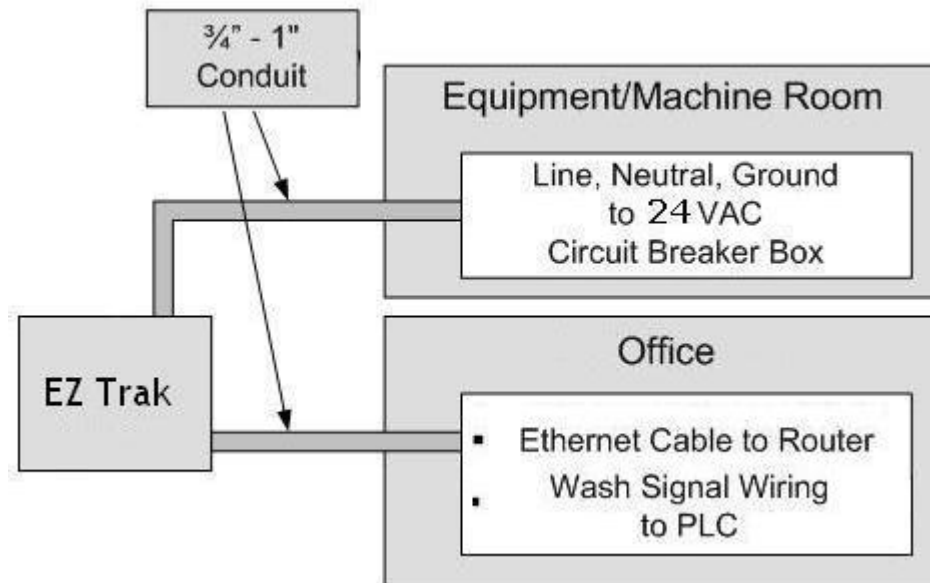 ¾" - 1"
Conduit
Equipment/Machine Room
Line, Neutral, Ground
to 24 VAC
Circuit Breaker Box
EZ Trak
Office
▪ Ethernet Cable to Router
▪ Wash Signal Wiring
to PLC